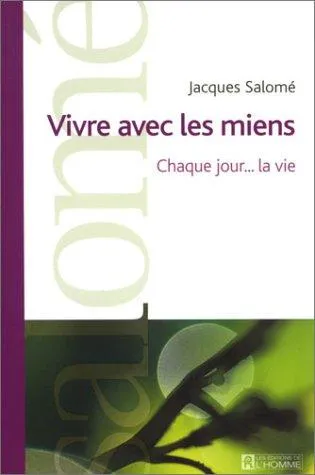 Jacques Salomé
Vivre avec les miens
Chaque jour... la vie
salomé
LES ÉDITIONS DE
L'HOMME